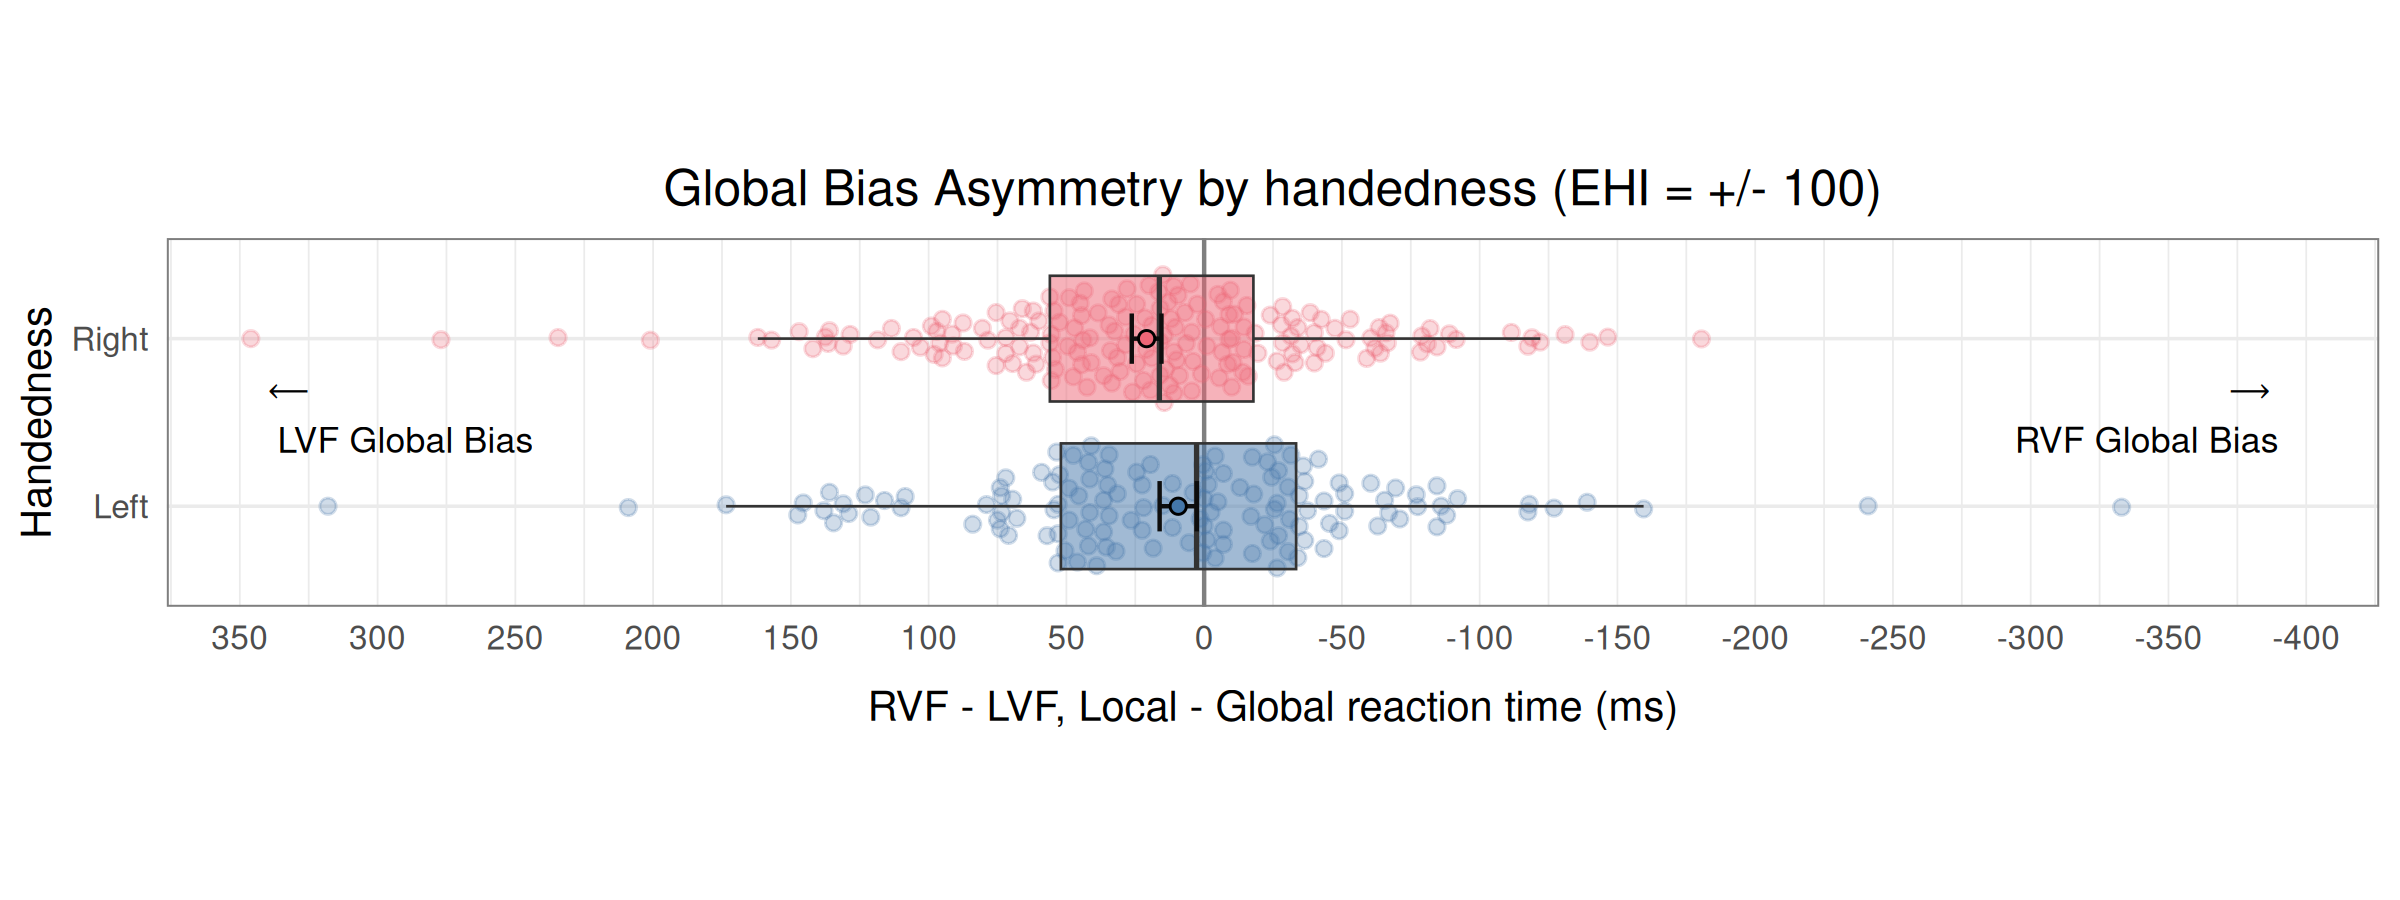 Global Bias Asymmetry by handedness (EHI = +/- 100)
Handedness
Right
Left
⟵
LVF Global Bias
⟶
RVF Global Bias
350 300 250 200 150 100 50 0 -50 -100 -150 -200 -250 -300 -350 -400
RVF - LVF, Local - Global reaction time (ms)